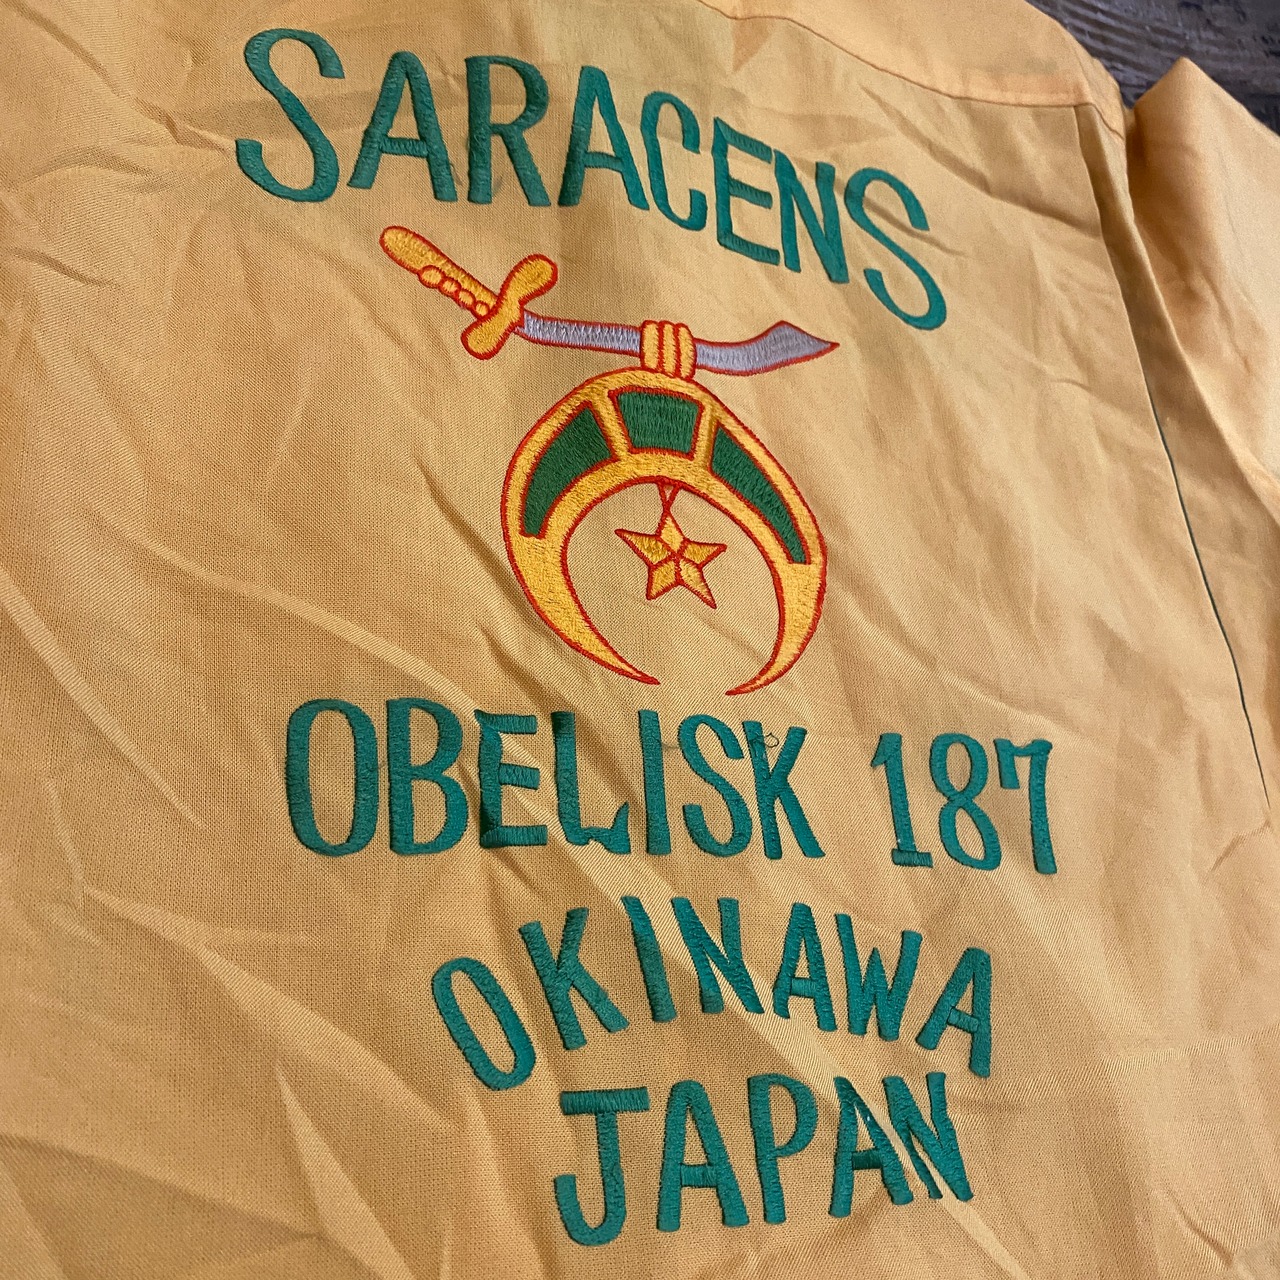 SARACENS
OBELISK 187
OKINAWA
JAPAN